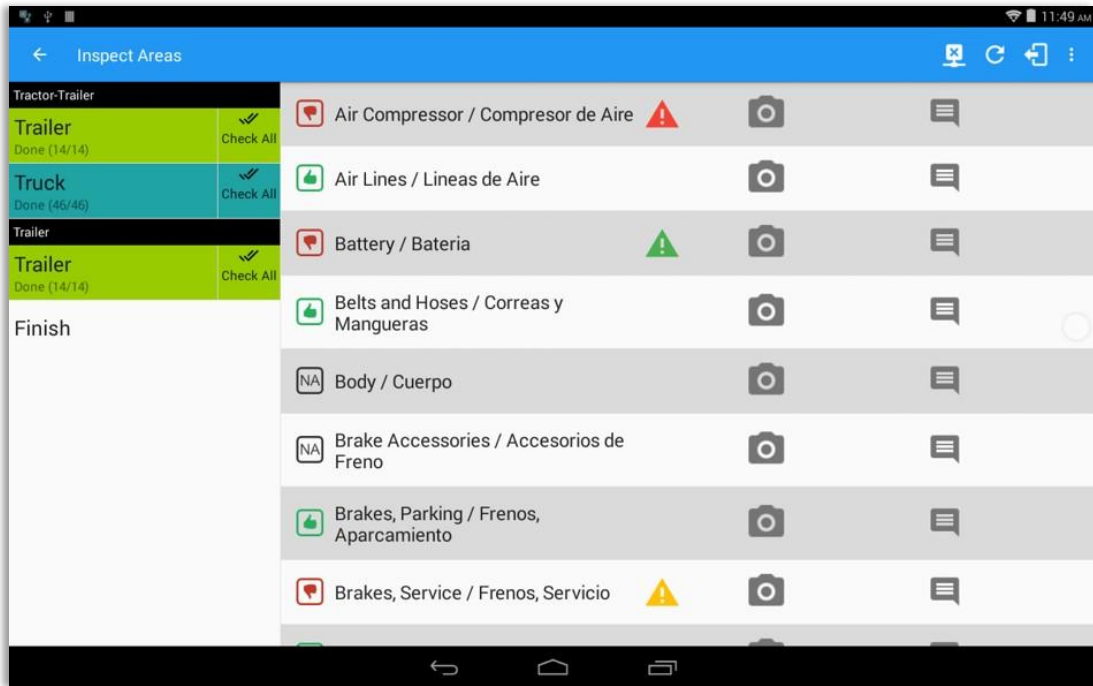 11:49 AM
Inspect Areas
Tractor-Trailer
Trailer
Done (14/14)
Check All
Truck
Done (46/46)
Check All
Trailer
Trailer
Done (14/14)
Check All
Finish
Air Compressor / Compresor de Aire
Air Lines / Lineas de Aire
Battery / Bateria
Belts and Hoses / Correas y
Mangueras
NA
Body / Cuerpo
NA
Brake Accessories / Accesorios de
Freno
Brakes, Parking / Frenos,
Aparcamiento
Brakes, Service / Frenos, Servicio